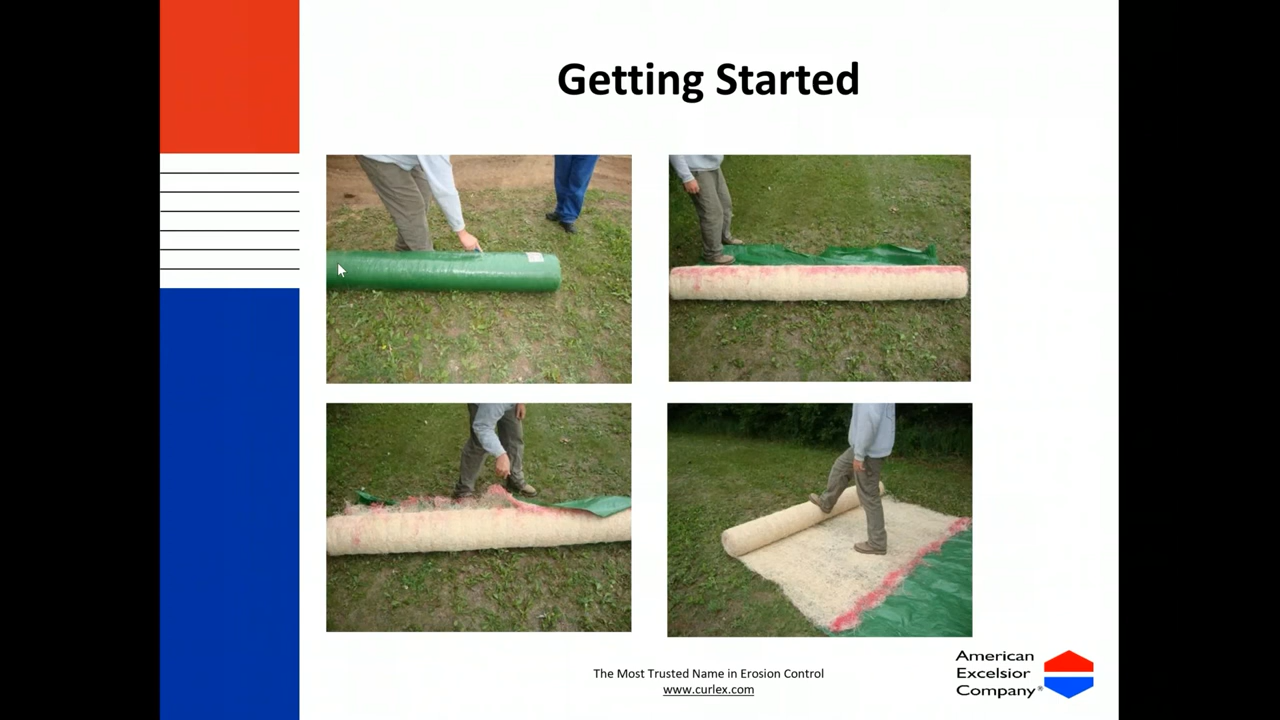 Getting Started
The Most Trusted Name in Erosion Control
www.curlex.com
American
Excelsior
Company®